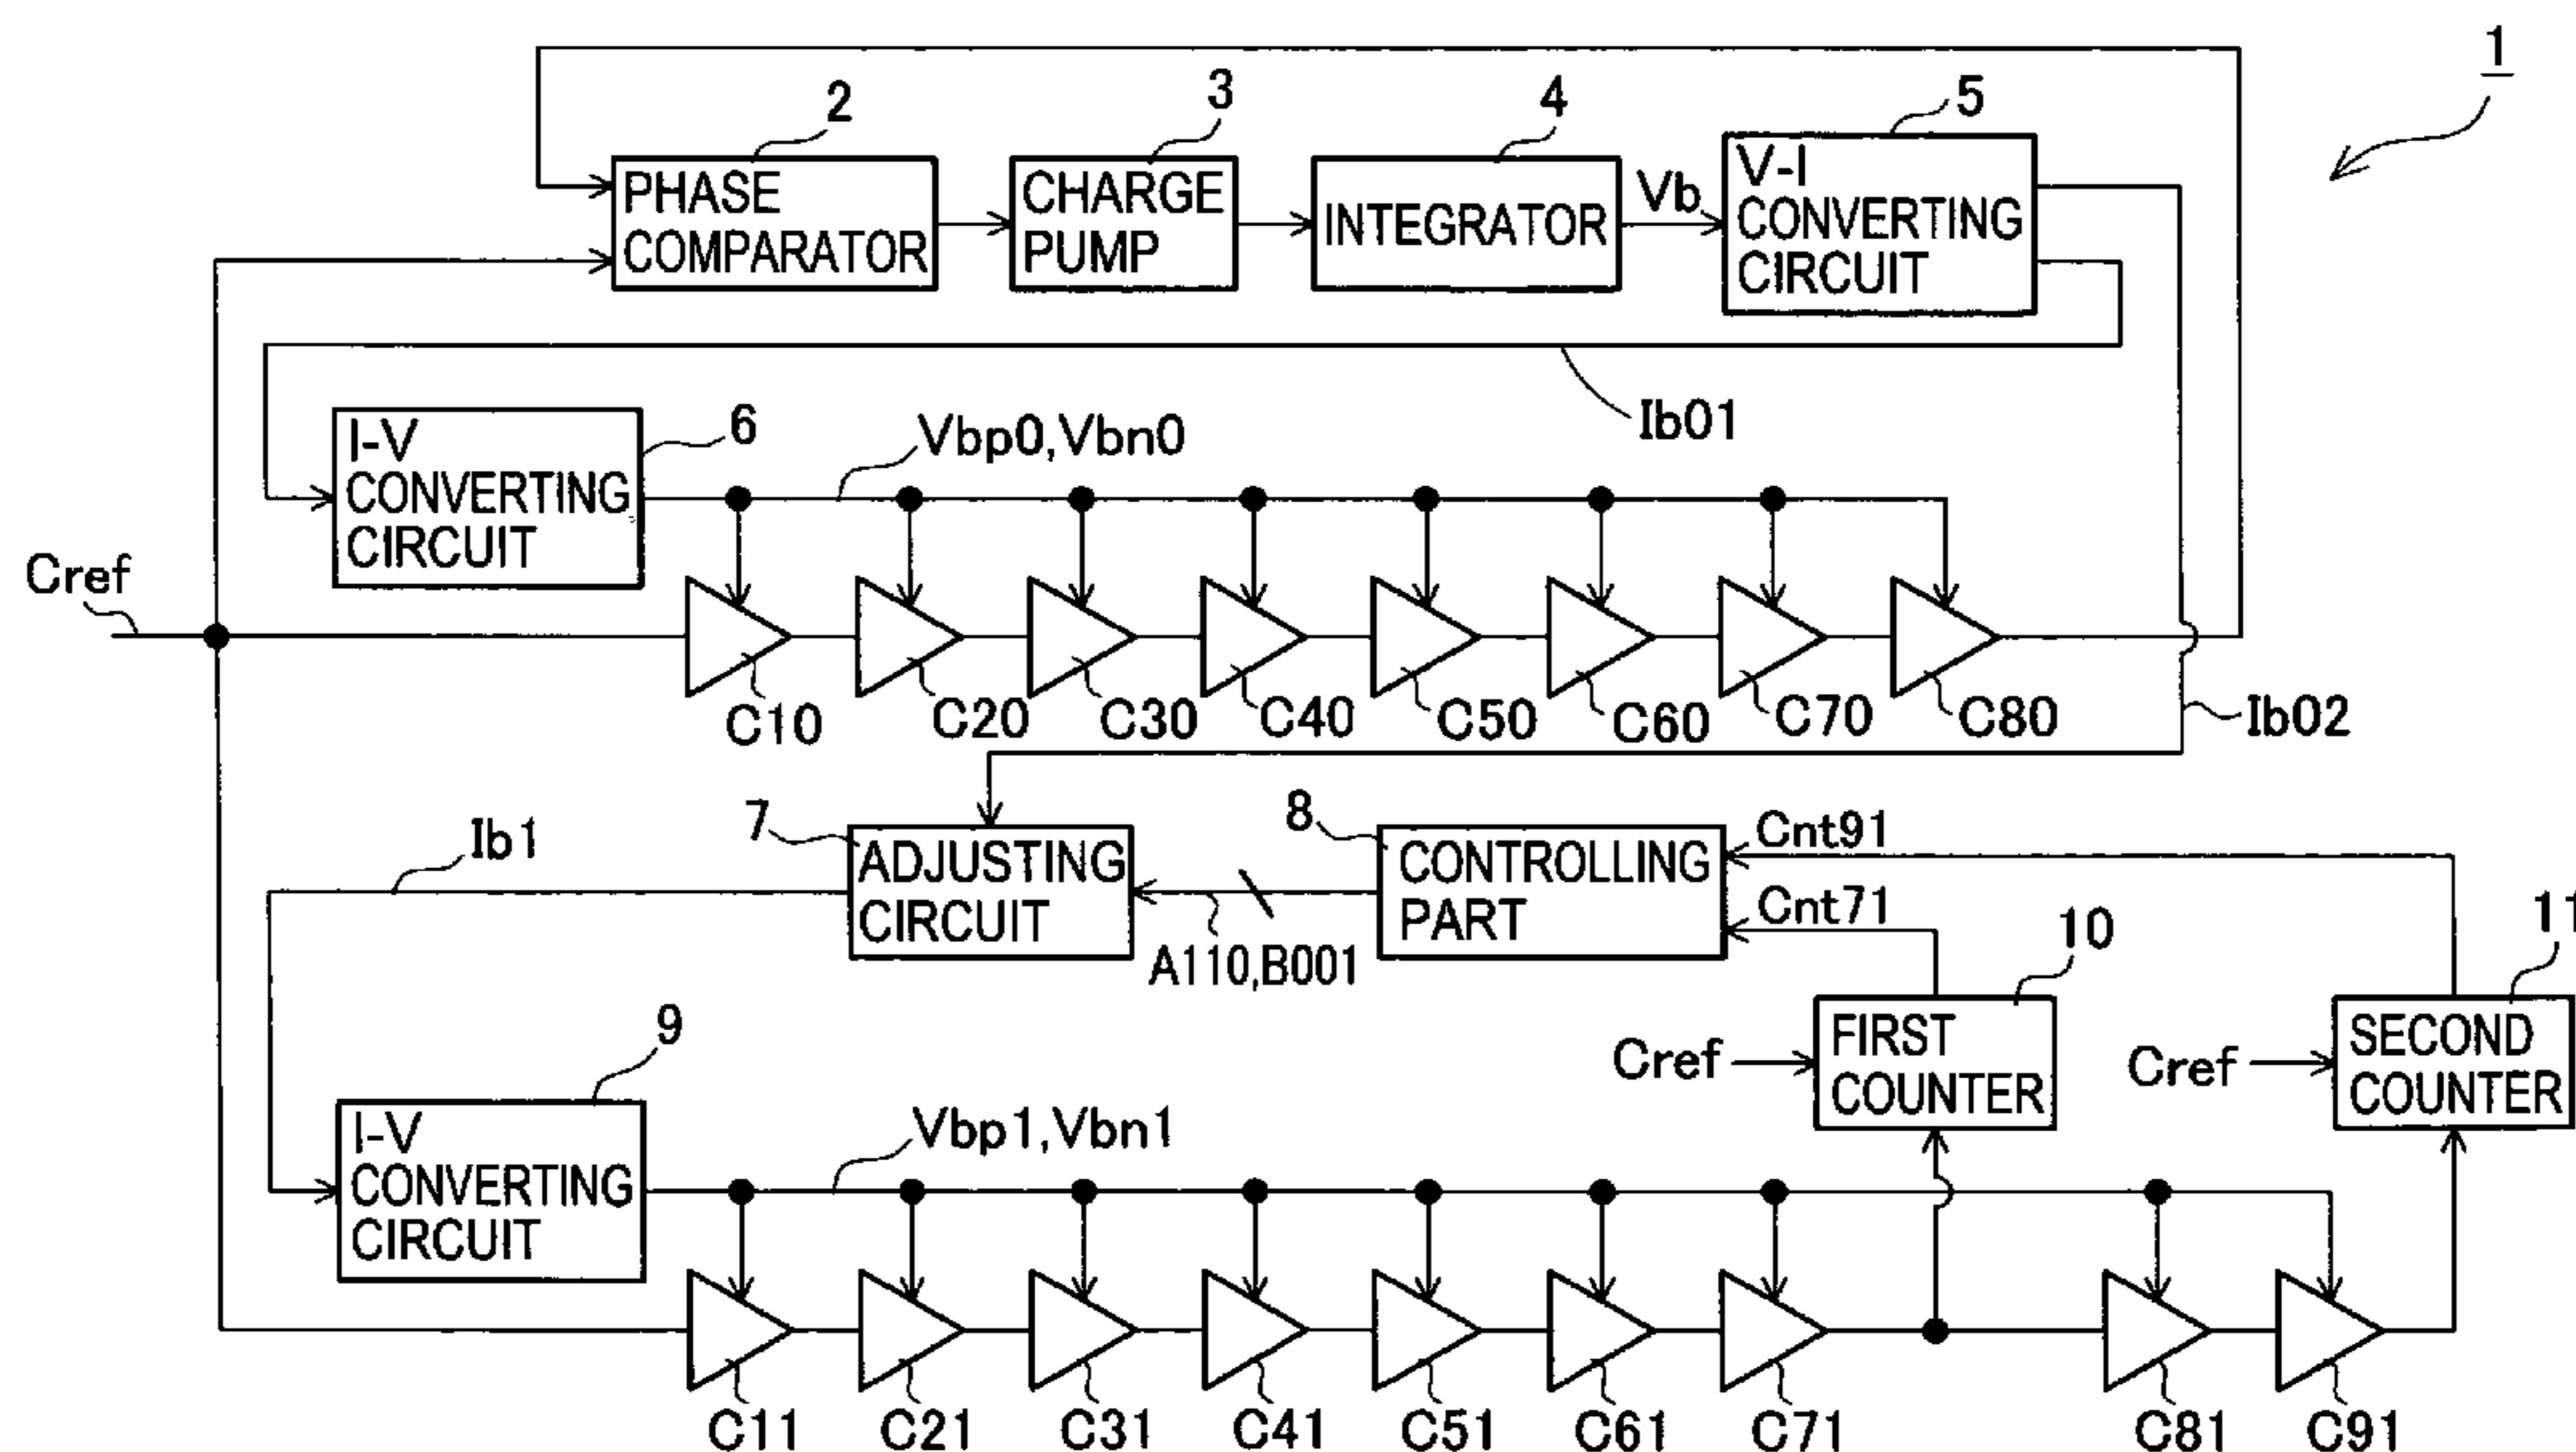 1
2
3
4
5
PHASE
COMPARATOR
CHARGE
PUMP
INTEGRATOR
Vb
V-I
CONVERTING
CIRCUIT
Ib01
I-V
CONVERTING
CIRCUIT
6
Vbp0,Vbn0
Cref
C10
C20
C30
C40
C50
C60
C70
C80
Ib02
Ib1
7
ADJUSTING
CIRCUIT
A110,B001
8
CONTROLLING
PART
Cnt91
Cnt71
10
11
Cref
FIRST
COUNTER
Cref
SECOND
COUNTER
9
I-V
CONVERTING
CIRCUIT
Vbp1,Vbn1
C11
C21
C31
C41
C51
C61
C71
C81
C91